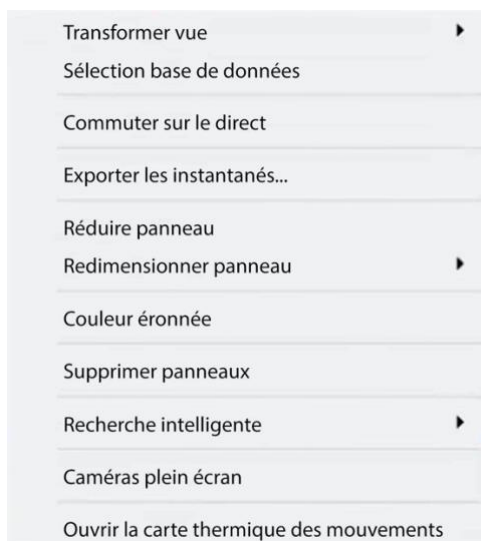 Transformer vue
Sélection base de données
Commuter sur le direct
Exporter les instantanés...
Réduire panneau
Redimensionner panneau
Couleur éronnée
Supprimer panneaux
Recherche intelligente
Caméras plein écran
Ouvrir la carte thermique des mouvements